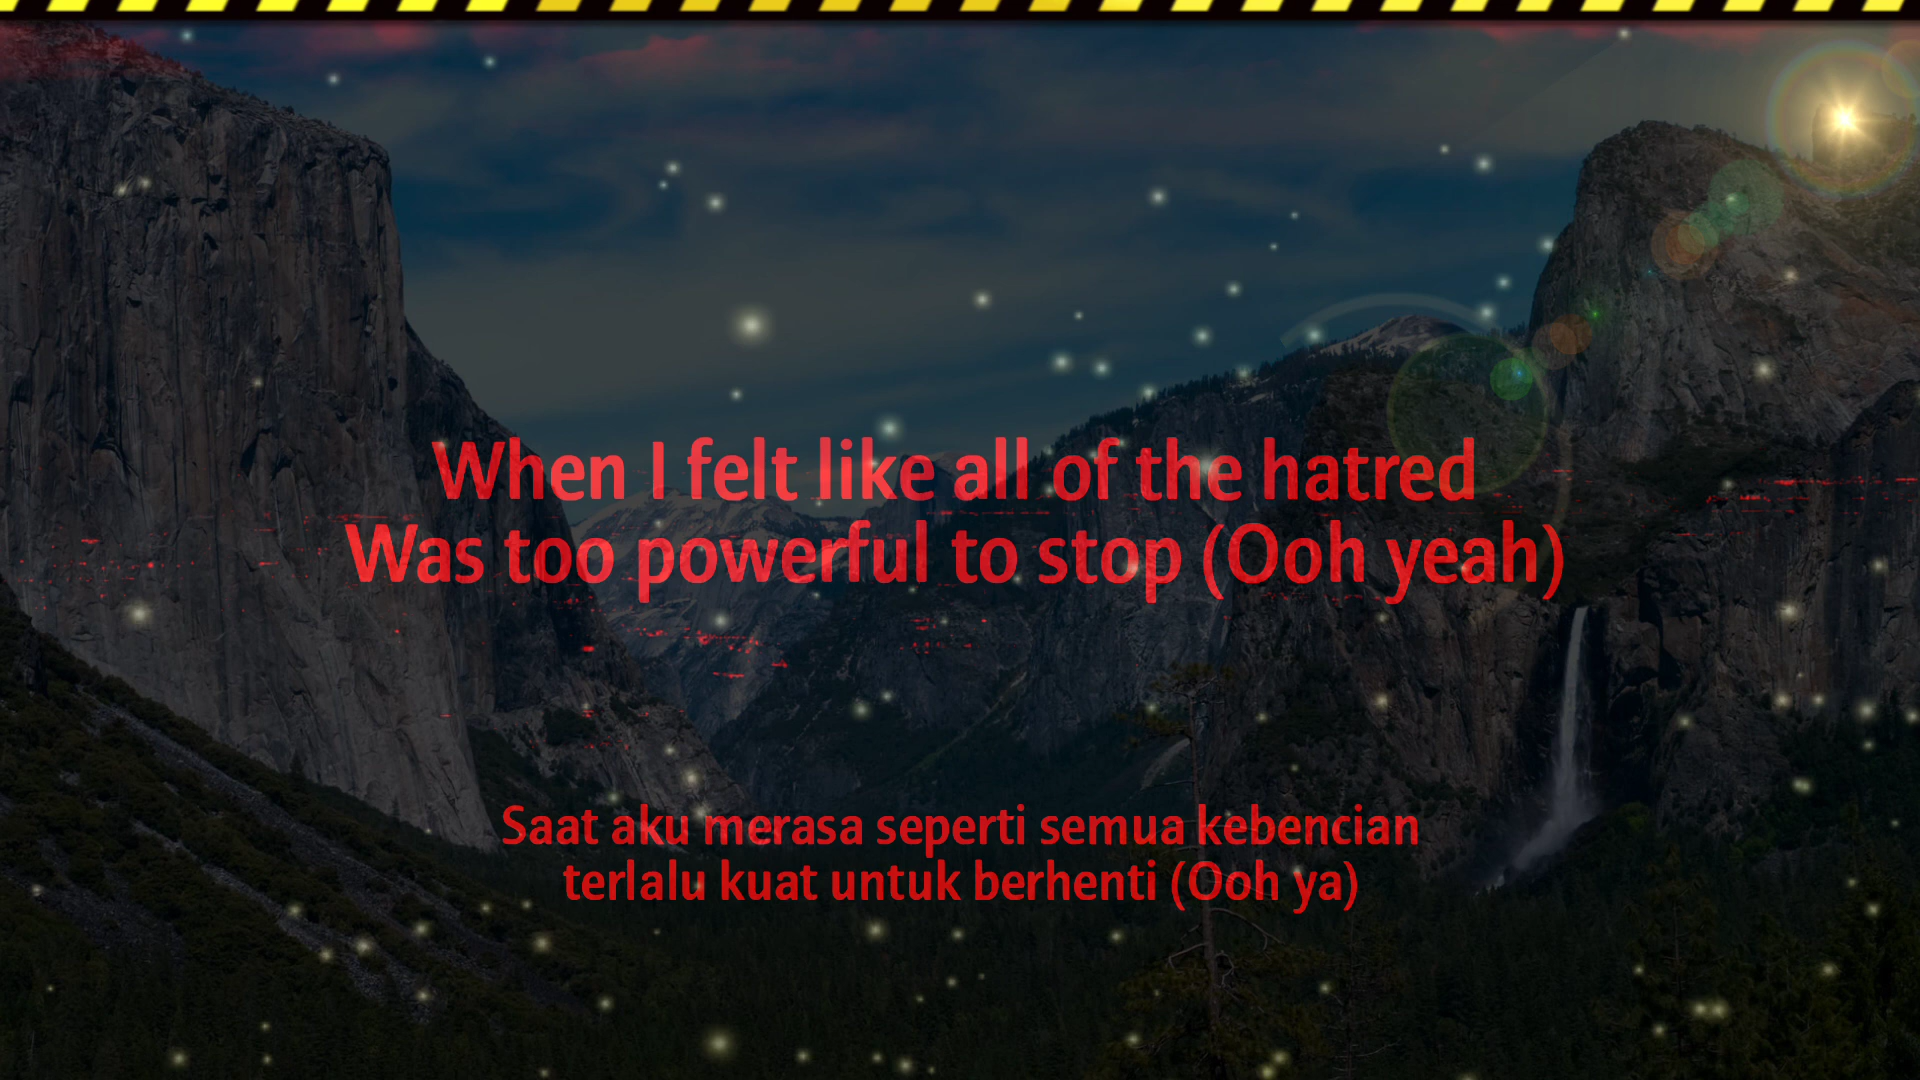 When I felt like all of the hatred
Was too powerful to stop (Ooh yeah)
Saat aku merasa seperti semua kebencian
terlalu kuat untuk berhenti (Ooh ya)